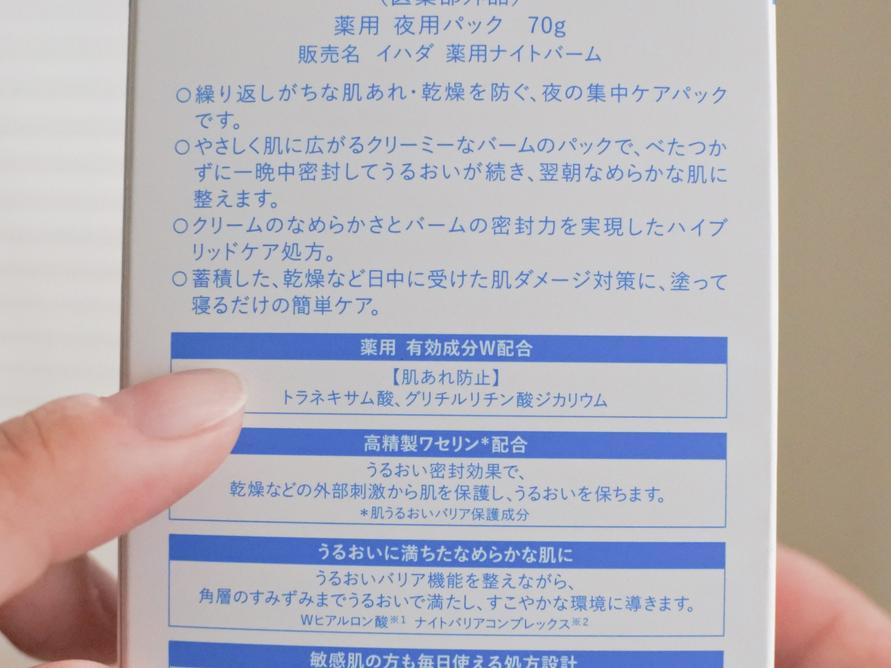 （医薬部外品）
薬用 夜用パック 70g
販売名 イハダ 薬用ナイトバーム
○繰り返しがちな肌あれ・乾燥を防ぐ、夜の集中ケアパック
です。
○やさしく肌に広がるクリーミーなバームのパックで、べたつか
ずに一晩中密封してうるおいが続き、翌朝なめらかな肌に
整えます。
○クリームのなめらかさとバームの密封力を実現したハイブ
リッドケア処方。
○蓄積した、乾燥など日中に受けた肌ダメージ対策に、塗って
寝るだけの簡単ケア。
薬用 有効成分W配合
【肌あれ防止】
トラネキサム酸、グリチルリチン酸ジカリウム
高精製ワセリン*配合
うるおい密封効果で、
乾燥などの外部刺激から肌を保護し、うるおいを保ちます。
*肌うるおいバリア保護成分
うるおいに満ちたなめらかな肌に
うるおいバリア機能を整えながら、
角層のすみずみまでうるおいで満たし、すこやかな環境に導きます。
Wヒアルロン酸※1 ナイトバリアコンプレックス※2
敏感肌の方も毎日使える処方設計